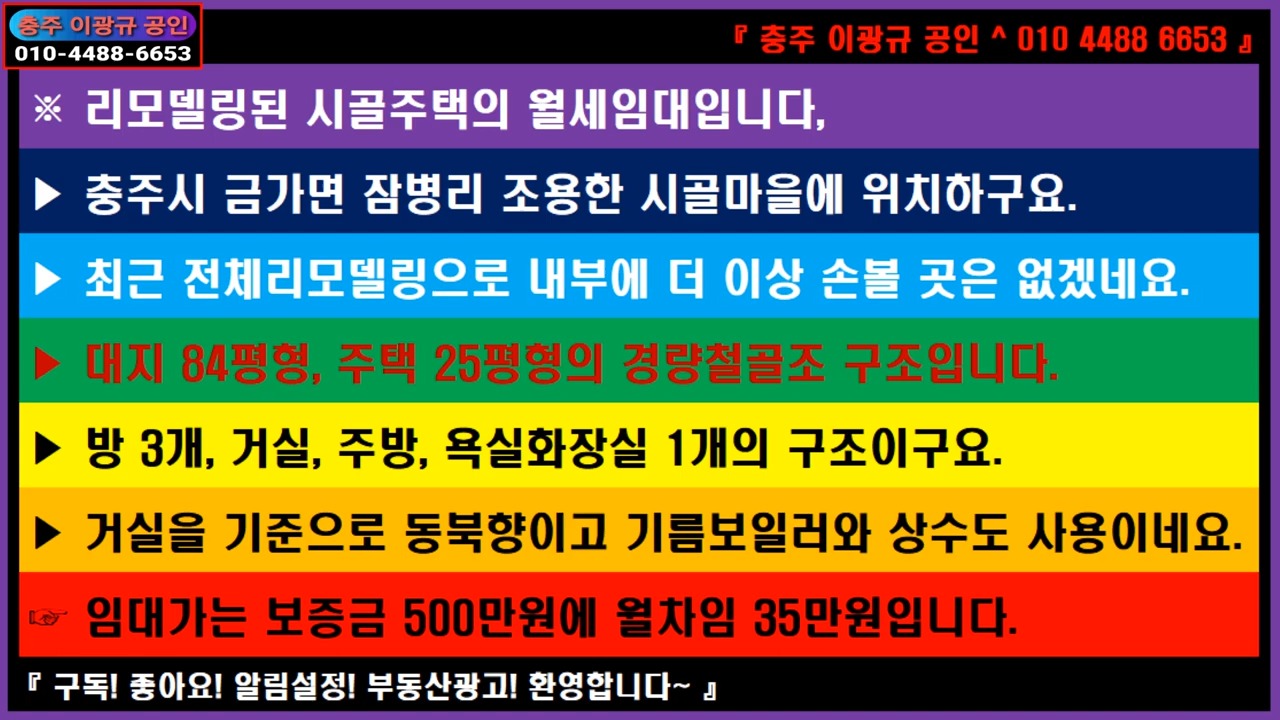 충주 이광규 공인
010-4488-6653
『 충주 이광규 공인 ^ 010 4488 6653 』
※ 리모델링된 시골주택의 월세임대입니다,
▶ 충주시 금가면 잠병리 조용한 시골마을에 위치하구요.
▶ 최근 전체리모델링으로 내부에 더 이상 손볼 곳은 없겠네요.
▶ 대지 84평형, 주택 25평형의 경량철골조 구조입니다.
▶ 방 3개, 거실, 주방, 욕실화장실 1개의 구조이구요.
▶ 거실을 기준으로 동북향이고 기름보일러와 상수도 사용이네요.
☞ 임대가는 보증금 500만원에 월차임 35만원입니다.
『 구독! 좋아요! 알림설정! 부동산광고! 환영합니다~ 』